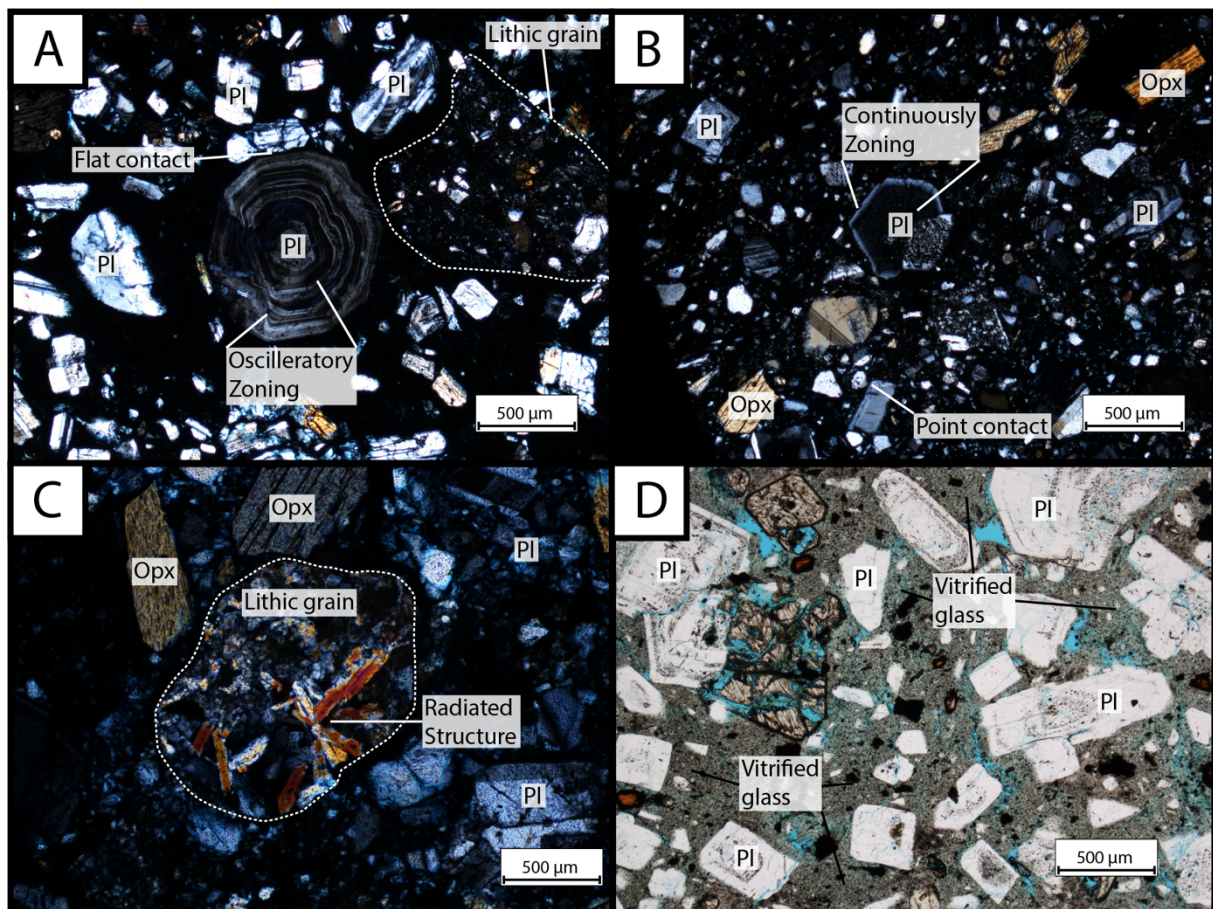 A
Lithic grain
Pl
Pl
Flat contact
Pl
Pl
Oscilleratory
Zoning
500 µm
B
Opx
Continuously
Zoning
Pl
Pl
Pl
Opx
Point contact
500 µm
C
Opx
Opx
Pl
Lithic grain
Radiated
Structure
Pl
500 µm
D
Pl
Pl
Pl
Vitrified
glass
Pl
Vitrified
glass
Pl
500 µm